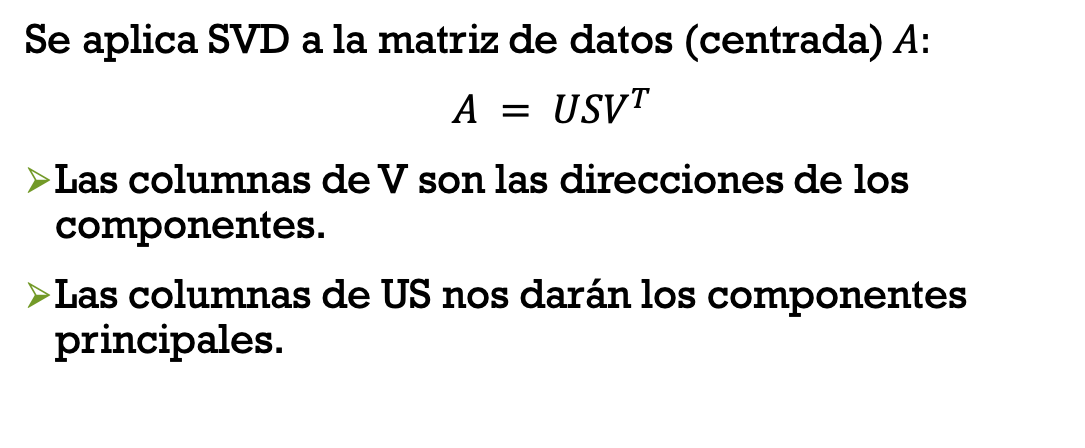 Se aplica SVD a la matriz de datos (centrada) A:
A = USVᵀ
➢Las columnas de V son las direcciones de los
componentes.
➢Las columnas de US nos darán los componentes
principales.